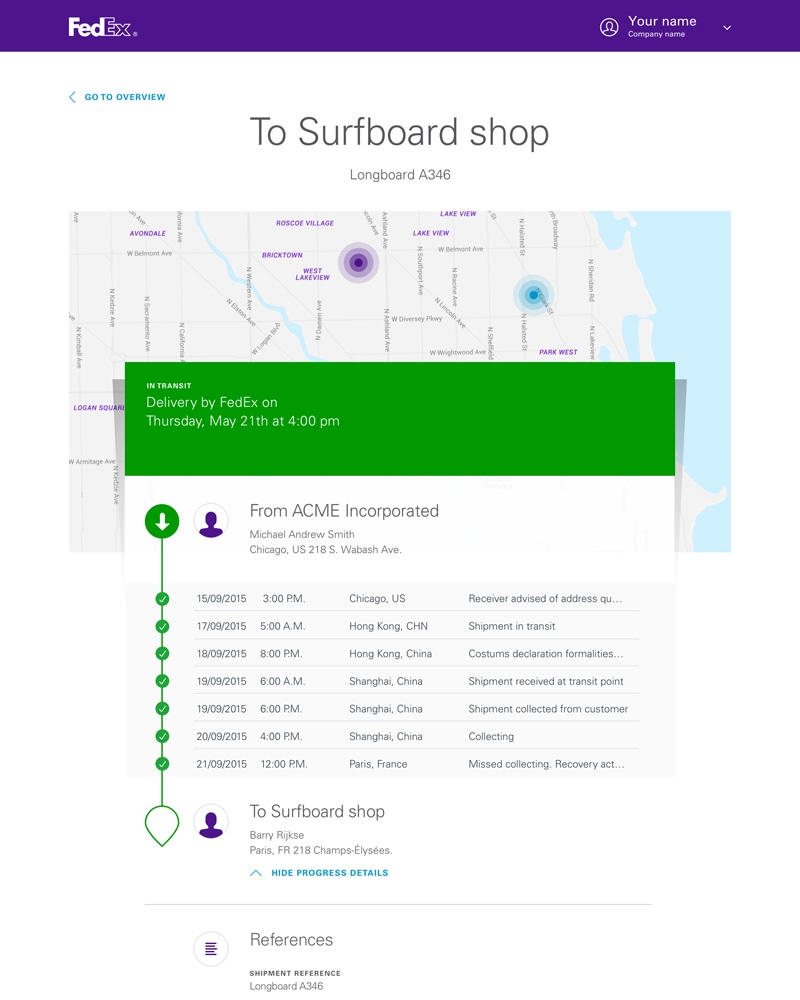 FedEx®
Your name
Company name
GO TO OVERVIEW
To Surfboard shop
Longboard A346
LAKE VIEW
ROSCOE VILLAGE
AVONDALE
LAKE VIEW
W Belmont Ave
W Belmont Ave
BRICKTOWN
WEST
LAKEVIEW
N Kedzie Ave
N Sacramento Ave
N California A
N Western Ave
N Elston Ave
W Logan Blvd
N Damen Ave
Ashland Ave
N Ashland Ave
N Southport Ave
N Racine Ave
N Lincoln Ave
N Halsted St
N Halsted St
N Sheffield
N Sheridan Rd
N Lakeview
N Kimball Ave
W Diversey Pkwy
W Wrightwood Ave
PARK WEST
LOGAN SQUARE
W Armitage Ave
N Kedzie Ave
IN TRANSIT
Delivery by FedEx on
Thursday, May 21th at 4:00 pm
From ACME Incorporated
Michael Andrew Smith
Chicago, US 218 S. Wabash Ave.
15/09/2015 3:00 P.M. Chicago, US Receiver advised of address qu…
17/09/2015 5:00 A.M. Hong Kong, CHN Shipment in transit
18/09/2015 8:00 P.M. Hong Kong, China Costums declaration formalities…
19/09/2015 6:00 A.M. Shanghai, China Shipment received at transit point
19/09/2015 6:00 P.M. Shanghai, China Shipment collected from customer
20/09/2015 4:00 P.M. Shanghai, China Collecting
21/09/2015 12:00 P.M. Paris, France Missed collecting. Recovery act…
To Surfboard shop
Barry Rijkse
Paris, FR 218 Champs-Élysées.
HIDE PROGRESS DETAILS
References
SHIPMENT REFERENCE
Longboard A346